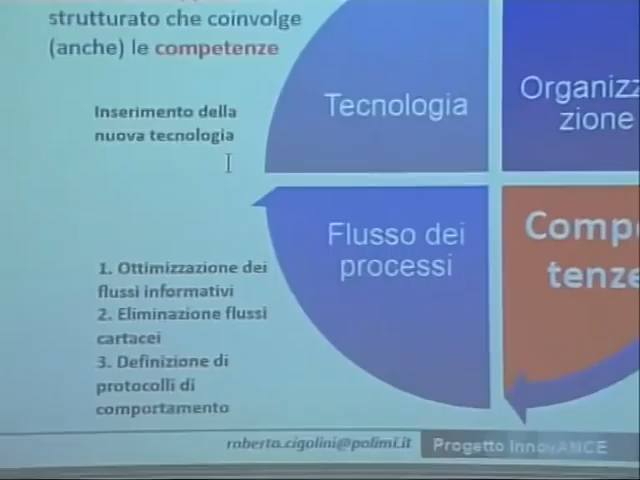 strutturato che coinvolge
(anche) le competenze
Tecnologia
Organizz
zione
Inserimento della
nuova tecnologia
Flusso dei
processi
Compe
tenze
1. Ottimizzazione dei
flussi informativi
2. Eliminazione flussi
cartacei
3. Definizione di
protocolli di
comportamento
roberto.cigolini@polimi.it
Progetto InnovANCE